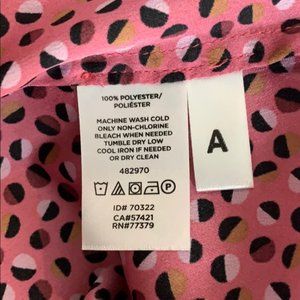 100% POLYESTER/
POLIÉSTER
MACHINE WASH COLD
ONLY NON-CHLORINE
BLEACH WHEN NEEDED
TUMBLE DRY LOW
COOL IRON IF NEEDED
OR DRY CLEAN
482970
ID# 70322
CA#57421
RN#77379
A